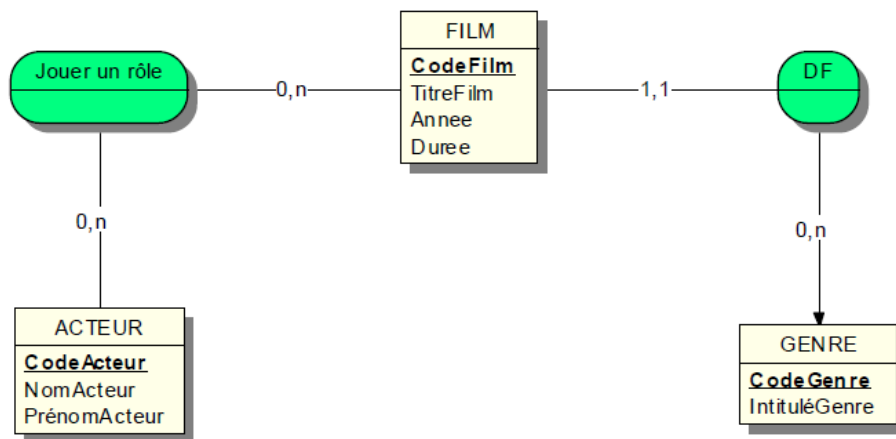 FILM
Jouer un rôle
CodeFilm
TitreFilm
Annee
Duree
DF
0,n
1,1
0,n
0,n
ACTEUR
CodeActeur
NomActeur
PrénomActeur
GENRE
CodeGenre
IntituléGenre